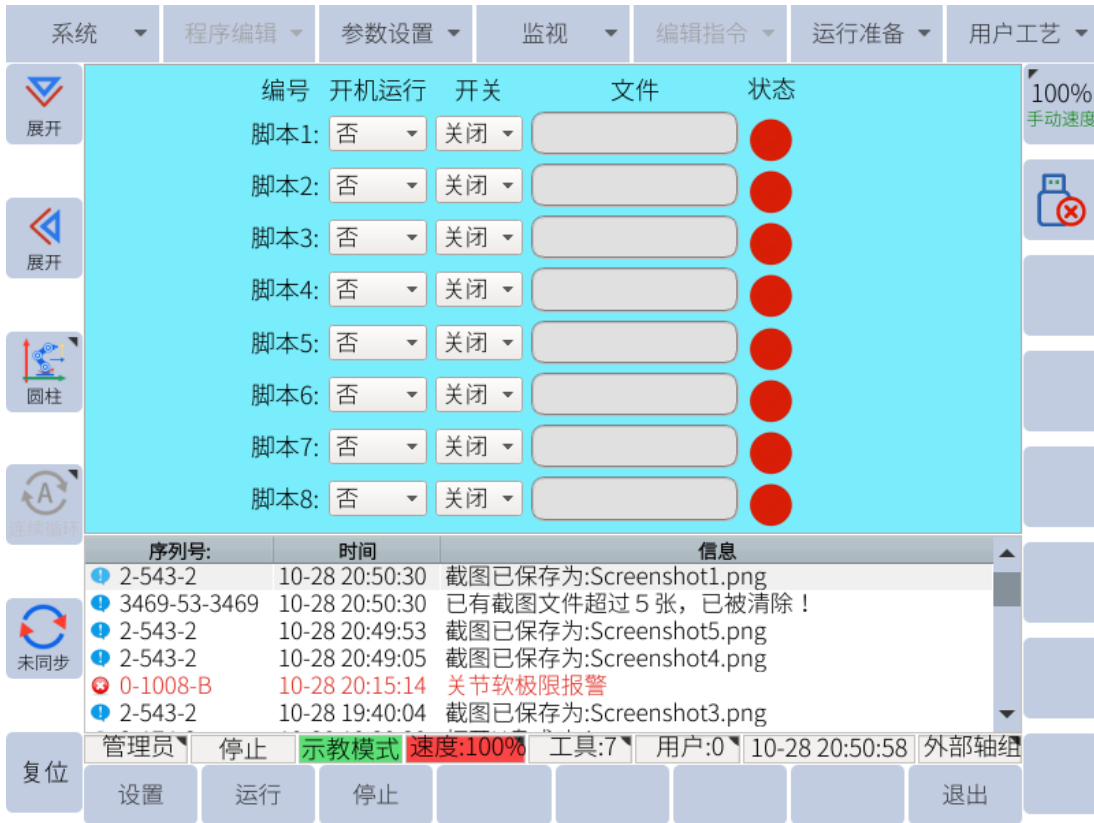 系统 程序编辑 参数设置 监视 编辑指令 运行准备 用户工艺
展开
100%
手动速度
展开
圆柱
连续循环
未同步
复位
编号 开机运行 开关 文件 状态
脚本1: 否 关闭
脚本2: 否 关闭
脚本3: 否 关闭
脚本4: 否 关闭
脚本5: 否 关闭
脚本6: 否 关闭
脚本7: 否 关闭
脚本8: 否 关闭
序列号: 时间 信息
2-543-2 10-28 20:50:30 截图已保存为:Screenshot1.png
3469-53-3469 10-28 20:50:30 已有截图文件超过5张，已被清除！
2-543-2 10-28 20:49:53 截图已保存为:Screenshot5.png
2-543-2 10-28 20:49:05 截图已保存为:Screenshot4.png
0-1008-B 10-28 20:15:14 关节软极限报警
2-543-2 10-28 19:40:04 截图已保存为:Screenshot3.png
管理员 停止 示教模式 速度:100% 工具:7 用户:0 10-28 20:50:58 外部轴组
设置 运行 停止 退出